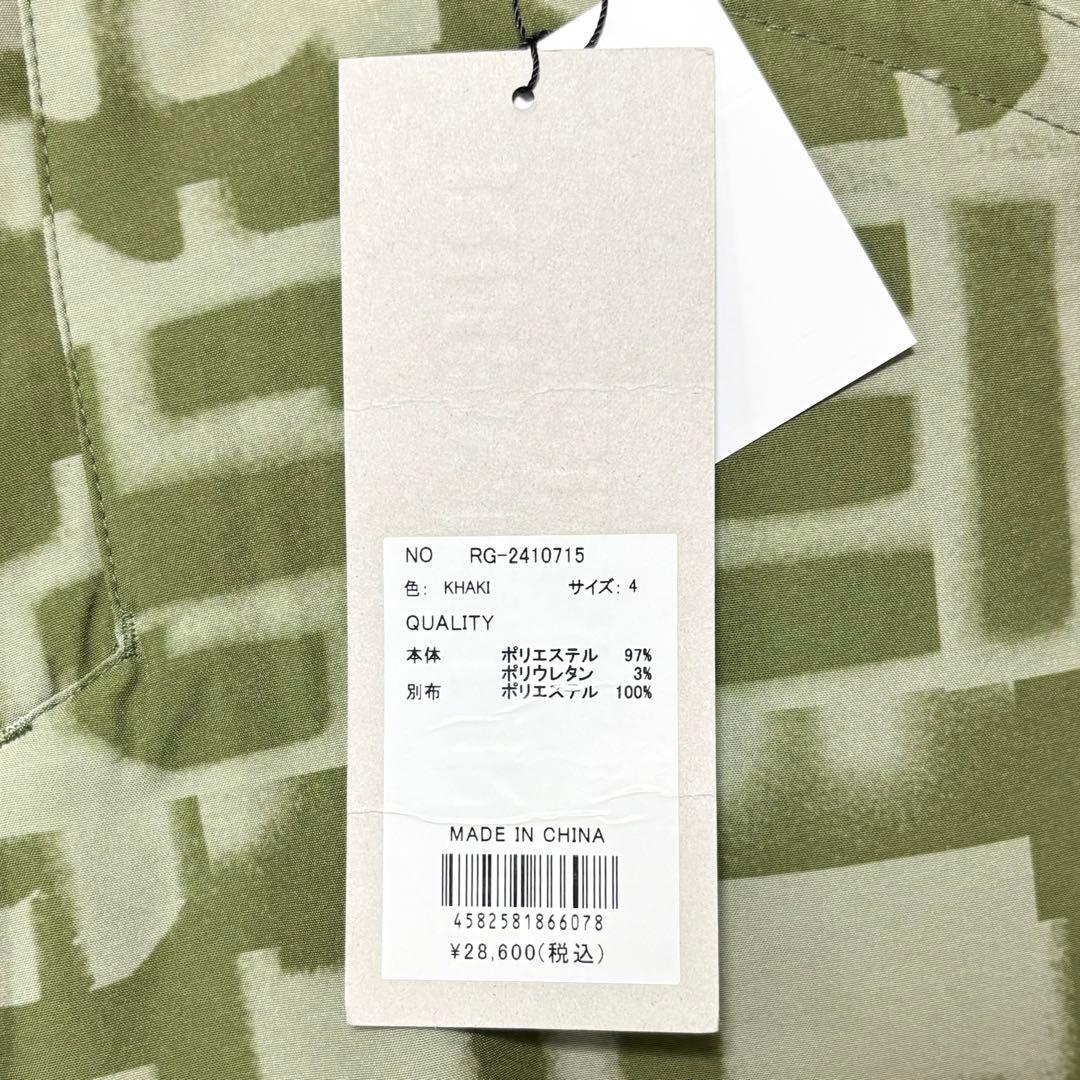 NO RG-2410715
色: KHAKI サイズ: 4
QUALITY
本体 ポリエステル 97%
ポリウレタン 3%
別布 ポリエステル 100%
MADE IN CHINA
4582581866078
¥28,600(税込)